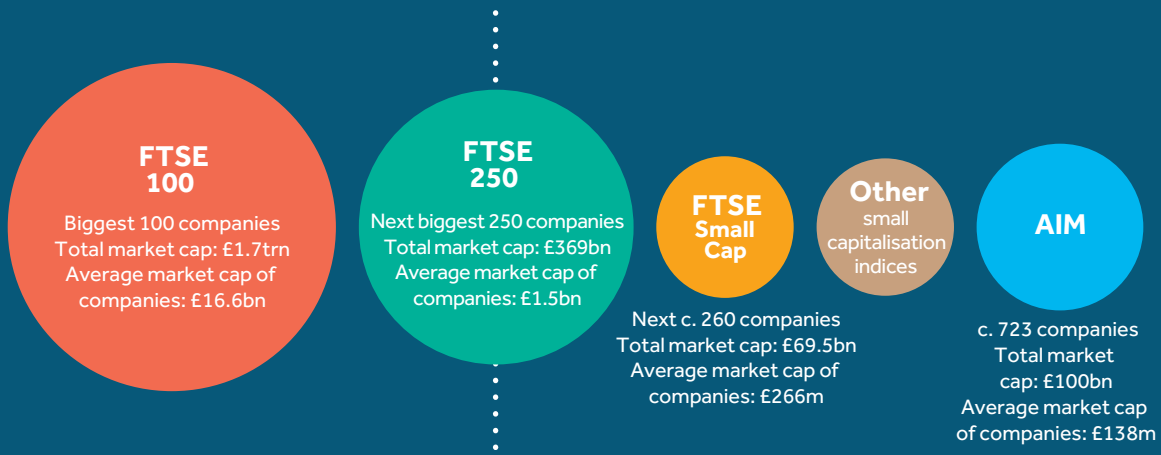 FTSE
100
Biggest 100 companies
Total market cap: £1.7trn
Average market cap of
companies: £16.6bn
FTSE
250
Next biggest 250 companies
Total market cap: £369bn
Average market cap of
companies: £1.5bn
FTSE
Small
Cap
Next c. 260 companies
Total market cap: £69.5bn
Average market cap of
companies: £266m
Other
small
capitalisation
indices
AIM
c. 723 companies
Total market
cap: £100bn
Average market cap
of companies: £138m